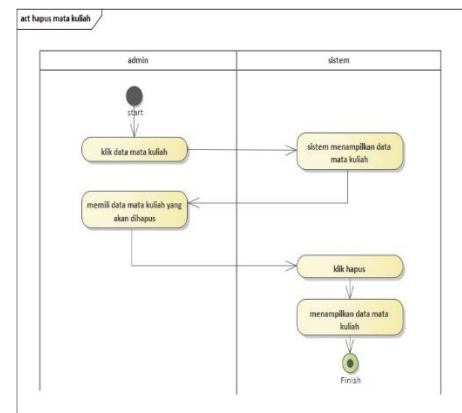 act hapus mata kuliah
admin
sistem
start
klik data mata kuliah
sistem menampilkan data
mata kuliah
memili data mata kuliah yang
akan dihapus
klik hapus
menampilkan data mata
kuliah
Finish